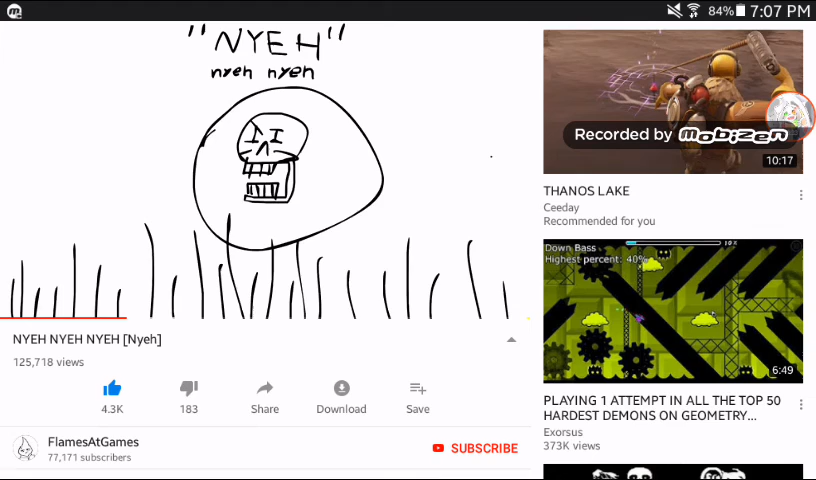 84% 7:07 PM
"NYEH"
nyeh nyeh
NYEH NYEH NYEH [Nyeh]
125,718 views
4.3K
183
Share
Download
Save
FlamesAtGames
77,171 subscribers
SUBSCRIBE
Recorded by mobizen
10:17
THANOS LAKE
Ceeday
Recommended for you
Down Bass
Highest percent: 40%
10%
6:49
PLAYING 1 ATTEMPT IN ALL THE TOP 50
HARDEST DEMONS ON GEOMETRY...
Exorsus
373K views